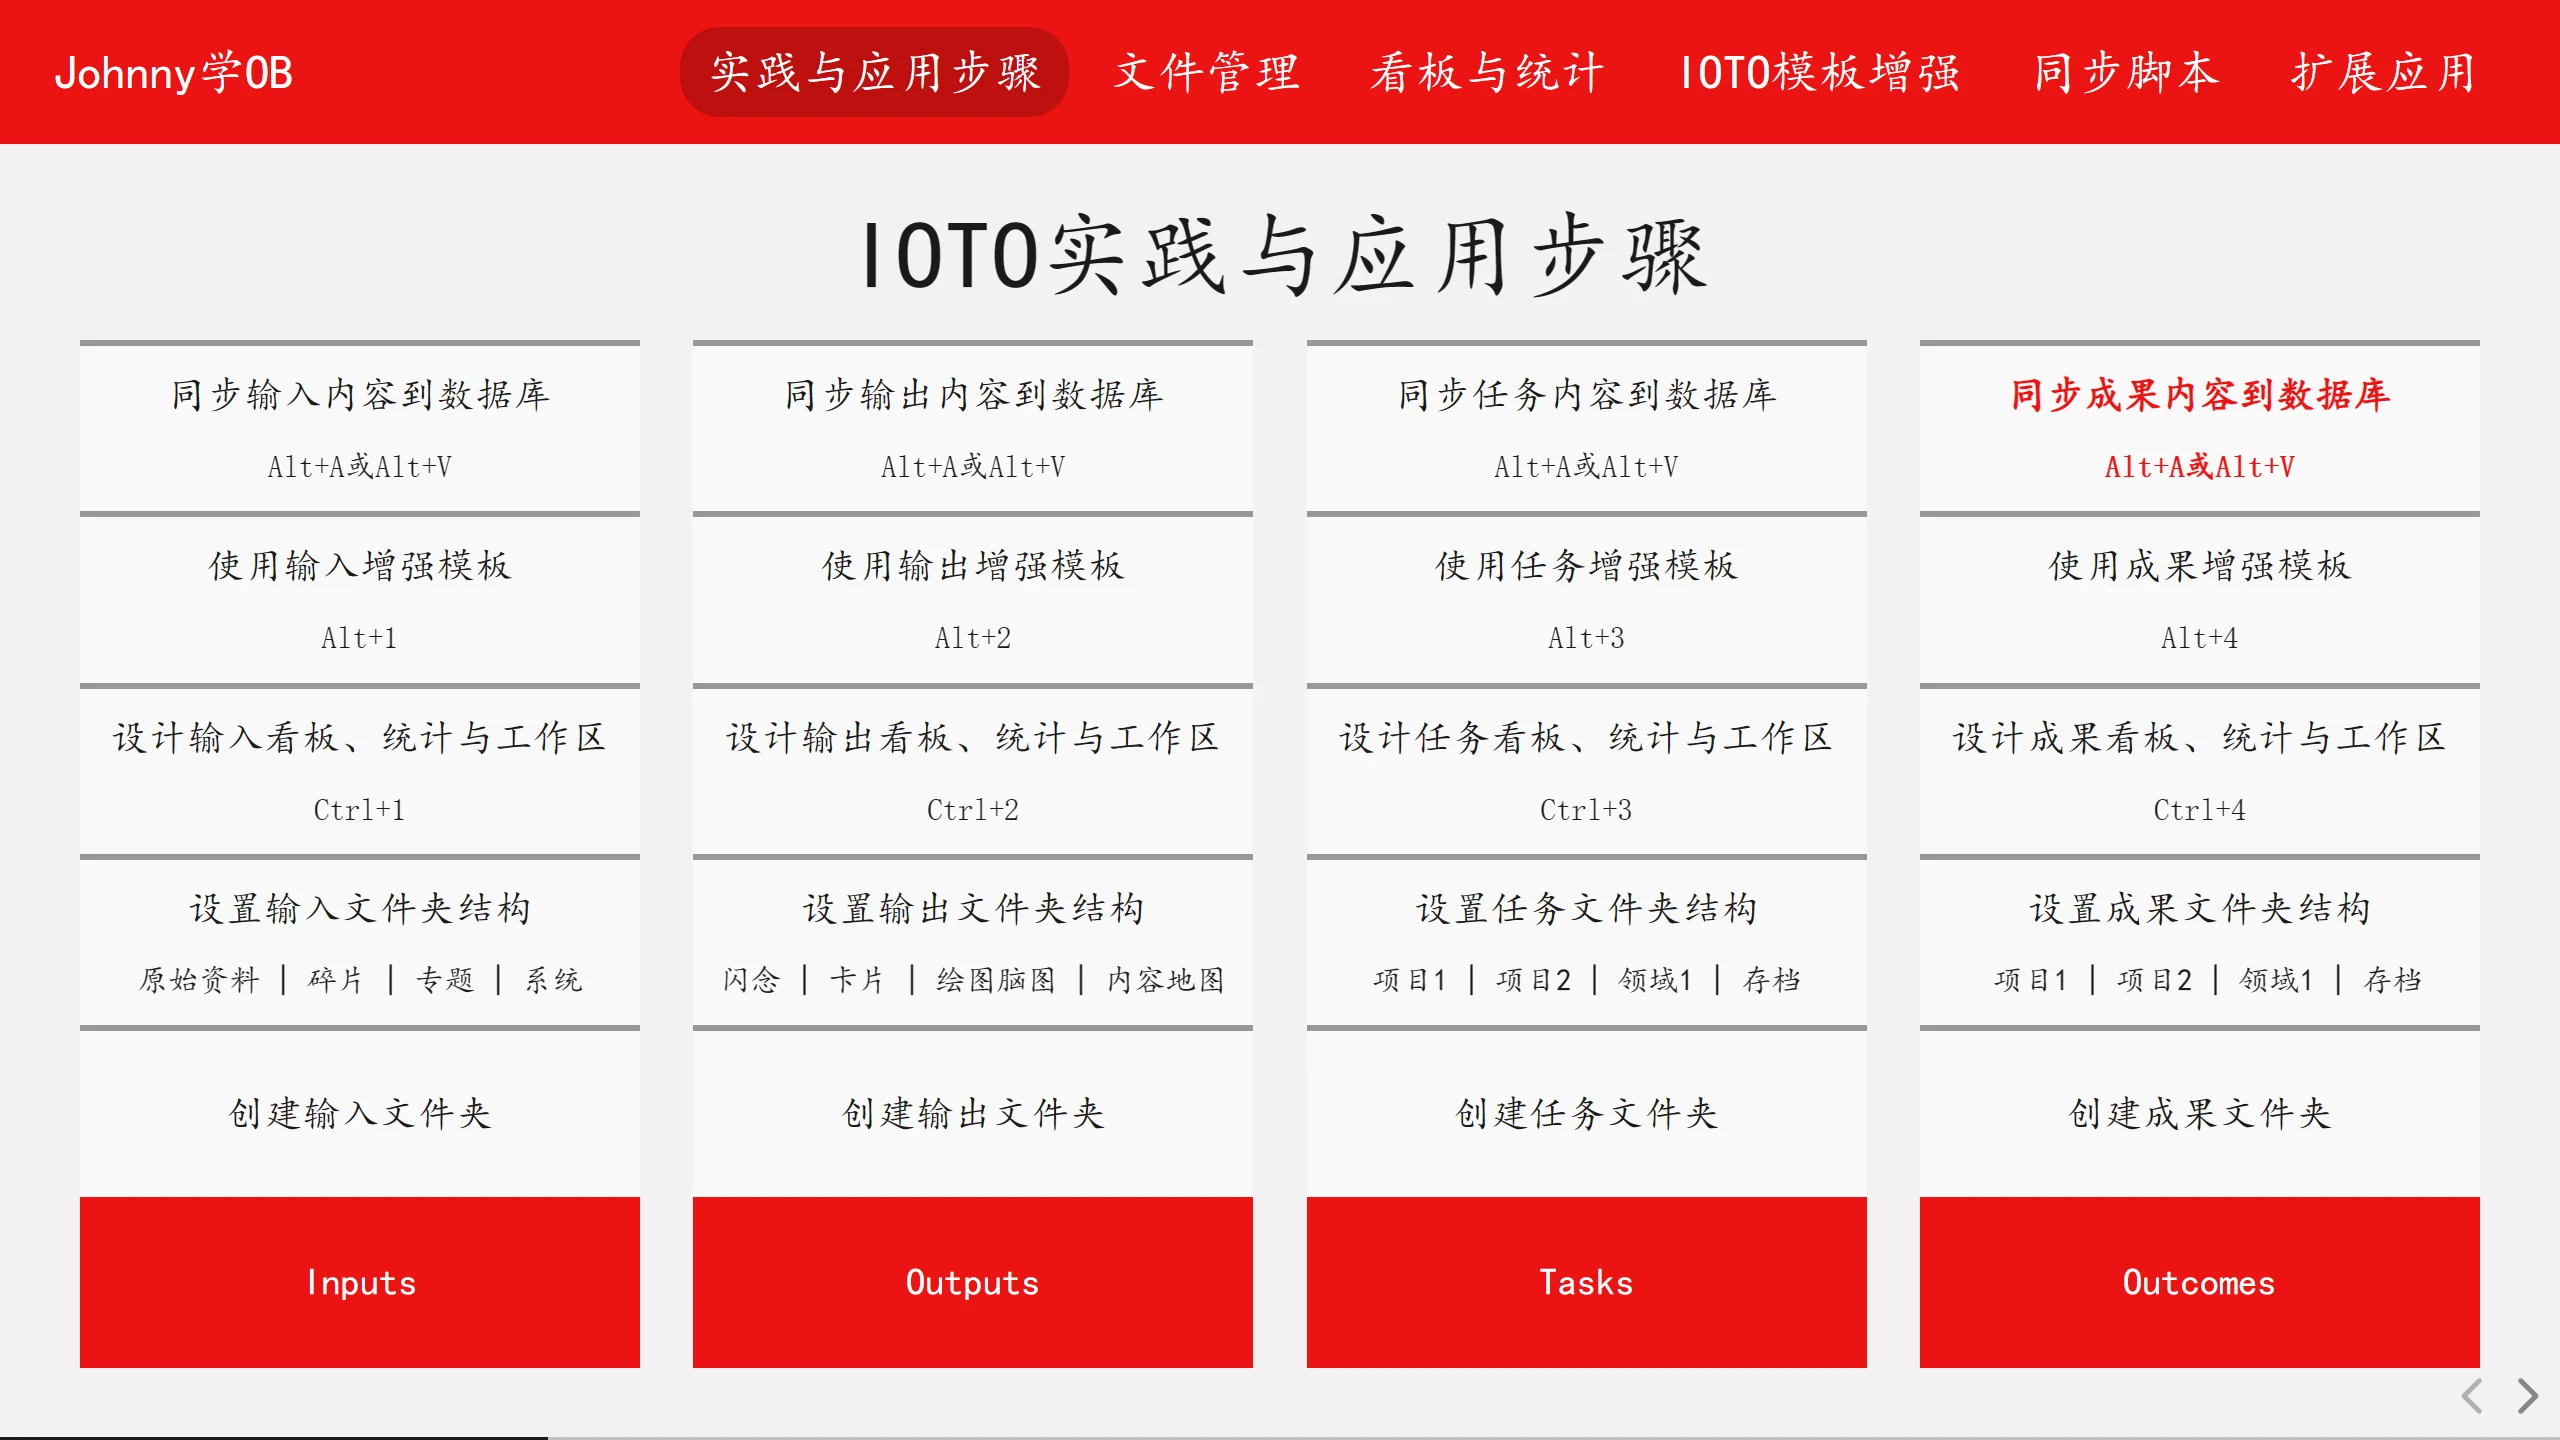 Johnny学OB
实践与应用步骤
文件管理
看板与统计
IOTO模板增强
同步脚本
扩展应用
IOTO实践与应用步骤
同步输入内容到数据库
Alt+A或Alt+V
使用输入增强模板
Alt+1
设计输入看板、统计与工作区
Ctrl+1
设置输入文件夹结构
原始资料 | 碎片 | 专题 | 系统
创建输入文件夹
Inputs
同步输出内容到数据库
Alt+A或Alt+V
使用输出增强模板
Alt+2
设计输出看板、统计与工作区
Ctrl+2
设置输出文件夹结构
闪念 | 卡片 | 绘图脑图 | 内容地图
创建输出文件夹
Outputs
同步任务内容到数据库
Alt+A或Alt+V
使用任务增强模板
Alt+3
设计任务看板、统计与工作区
Ctrl+3
设置任务文件夹结构
项目1 | 项目2 | 领域1 | 存档
创建任务文件夹
Tasks
同步成果内容到数据库
Alt+A或Alt+V
使用成果增强模板
Alt+4
设计成果看板、统计与工作区
Ctrl+4
设置成果文件夹结构
项目1 | 项目2 | 领域1 | 存档
创建成果文件夹
Outcomes